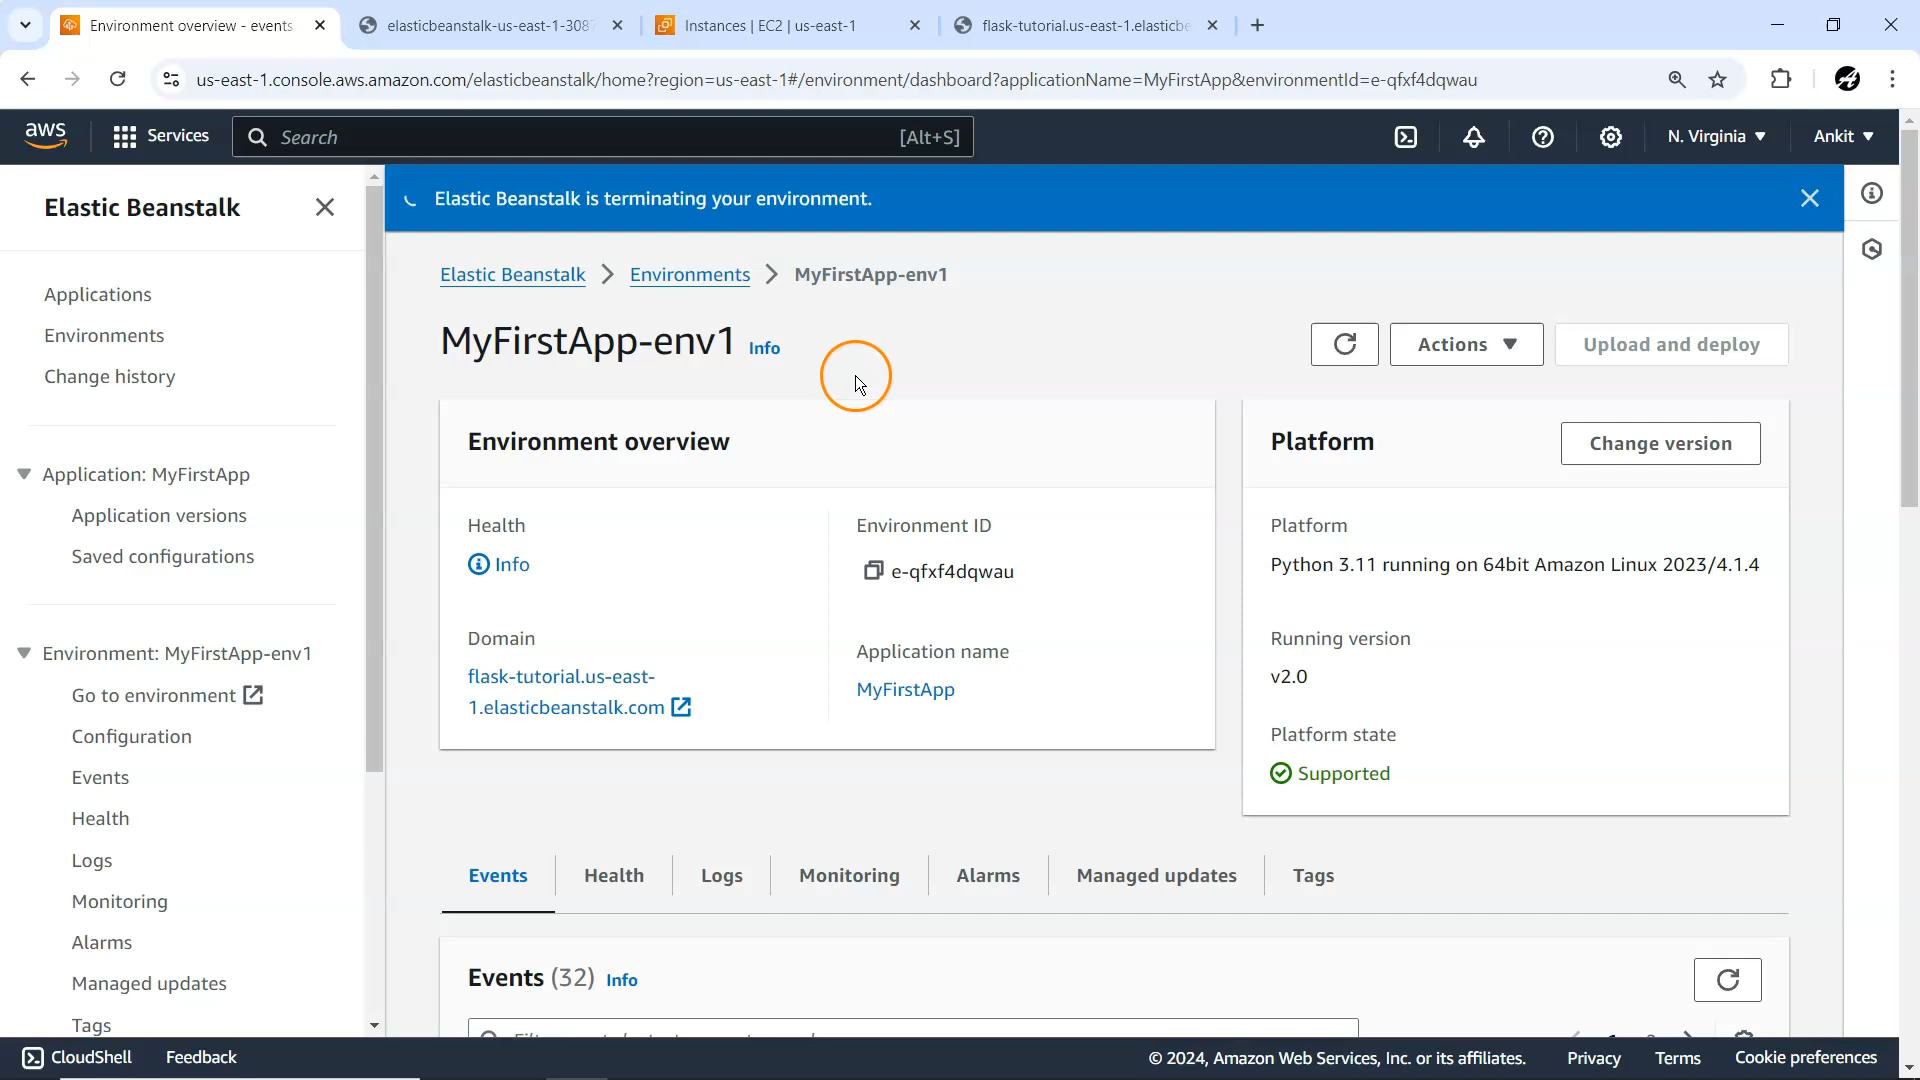 Environment overview - events
elasticbeanstalk-us-east-1-3087
Instances | EC2 | us-east-1
flask-tutorial.us-east-1.elasticbe
us-east-1.console.aws.amazon.com/elasticbeanstalk/home?region=us-east-1#/environment/dashboard?applicationName=MyFirstApp&environmentId=e-qfxf4dqwau
aws
Services
Search
[Alt+S]
N. Virginia
Ankit
Elastic Beanstalk
Applications
Environments
Change history
Application: MyFirstApp
Application versions
Saved configurations
Environment: MyFirstApp-env1
Go to environment
Configuration
Events
Health
Logs
Monitoring
Alarms
Managed updates
Tags
Elastic Beanstalk is terminating your environment.
Elastic Beanstalk > Environments > MyFirstApp-env1
MyFirstApp-env1 Info
Actions
Upload and deploy
Environment overview
Health
Info
Domain
flask-tutorial.us-east-
1.elasticbeanstalk.com
Environment ID
e-qfxf4dqwau
Application name
MyFirstApp
Platform
Change version
Platform
Python 3.11 running on 64bit Amazon Linux 2023/4.1.4
Running version
v2.0
Platform state
Supported
Events
Health
Logs
Monitoring
Alarms
Managed updates
Tags
Events (32) Info
CloudShell
Feedback
© 2024, Amazon Web Services, Inc. or its affiliates.
Privacy
Terms
Cookie preferences